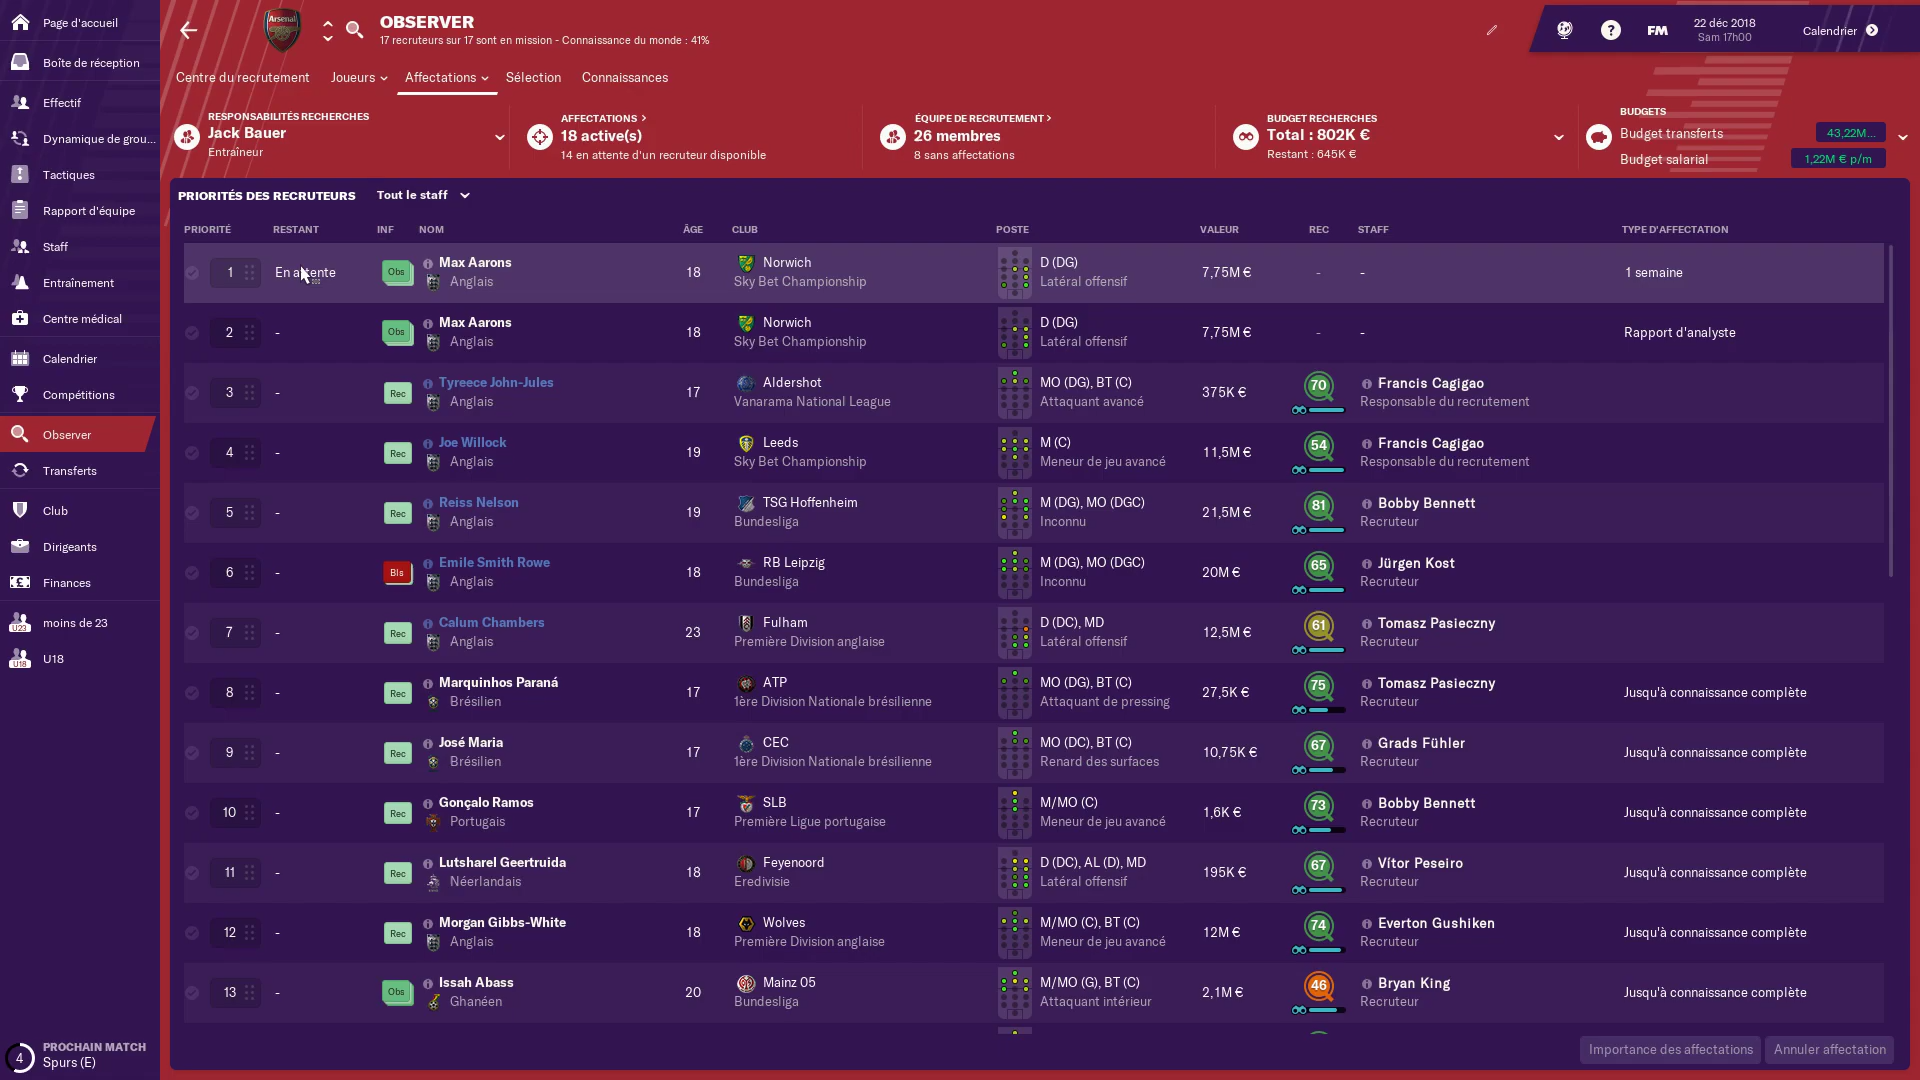 Page d'accueil
Boîte de réception
Effectif
Dynamique de grou...
Tactiques
Rapport d'équipe
Staff
Entraînement
Centre médical
Calendrier
Compétitions
Observer
Transferts
Club
Dirigeants
Finances
U23 moins de 23
U18 U18
4 PROCHAIN MATCH
Spurs (E)
Arsenal
OBSERVER
17 recruteurs sur 17 sont en mission - Connaissance du monde : 41%
? FM
22 déc 2018
Sam 17h00
Calendrier
Centre du recrutement Joueurs Affectations Sélection Connaissances
RESPONSABILITÉS RECHERCHES
Jack Bauer
Entraîneur
AFFECTATIONS >
18 active(s)
14 en attente d'un recruteur disponible
ÉQUIPE DE RECRUTEMENT >
26 membres
8 sans affectations
BUDGET RECHERCHES
Total : 802K €
Restant : 645K €
BUDGETS
Budget transferts 43,22M...
Budget salarial 1,22M € p/m
PRIORITÉS DES RECRUTEURS Tout le staff
PRIORITÉ RESTANT INF NOM ÂGE CLUB POSTE VALEUR REC STAFF TYPE D'AFFECTATION
1 En attente Obs Max Aarons 18 Norwich D (DG) 7,75M € - - 1 semaine
Anglais Sky Bet Championship Latéral offensif
2 - Obs Max Aarons 18 Norwich D (DG) 7,75M € - - Rapport d'analyste
Anglais Sky Bet Championship Latéral offensif
3 - Rec Tyreece John-Jules 17 Aldershot MO (DG), BT (C) 375K € 70 Francis Cagigao
Anglais Vanarama National League Attaquant avancé Responsable du recrutement
4 - Rec Joe Willock 19 Leeds M (C) 11,5M € 54 Francis Cagigao
Anglais Sky Bet Championship Meneur de jeu avancé Responsable du recrutement
5 - Rec Reiss Nelson 19 TSG Hoffenheim M (DG), MO (DGC) 21,5M € 81 Bobby Bennett
Anglais Bundesliga Inconnu Recruteur
6 - Bls Emile Smith Rowe 18 RB Leipzig M (DG), MO (DGC) 20M € 65 Jürgen Kost
Anglais Bundesliga Inconnu Recruteur
7 - Rec Calum Chambers 23 Fulham D (DC), MD 12,5M € 61 Tomasz Pasieczny
Anglais Première Division anglaise Latéral offensif Recruteur
8 - Rec Marquinhos Paraná 17 ATP MO (DG), BT (C) 27,5K € 75 Tomasz Pasieczny Jusqu'à connaissance complète
Brésilien 1ère Division Nationale brésilienne Attaquant de pressing Recruteur
9 - Rec José Maria 17 CEC MO (DC), BT (C) 10,75K € 67 Grads Fühler Jusqu'à connaissance complète
Brésilien 1ère Division Nationale brésilienne Renard des surfaces Recruteur
10 - Rec Gonçalo Ramos 17 SLB M/MO (C) 1,6K € 73 Bobby Bennett Jusqu'à connaissance complète
Portugais Première Ligue portugaise Meneur de jeu avancé Recruteur
11 - Rec Lutsharel Geertruida 18 Feyenoord D (DC), AL (D), MD 195K € 67 Vítor Peseiro Jusqu'à connaissance complète
Néerlandais Eredivisie Latéral offensif Recruteur
12 - Rec Morgan Gibbs-White 18 Wolves M/MO (C), BT (C) 12M € 74 Everton Gushiken Jusqu'à connaissance complète
Anglais Première Division anglaise Meneur de jeu avancé Recruteur
13 - Obs Issah Abass 20 Mainz 05 M/MO (G), BT (C) 2,1M € 46 Bryan King Jusqu'à connaissance complète
Ghanéen Bundesliga Attaquant intérieur Recruteur
Importance des affectations Annuler affectation